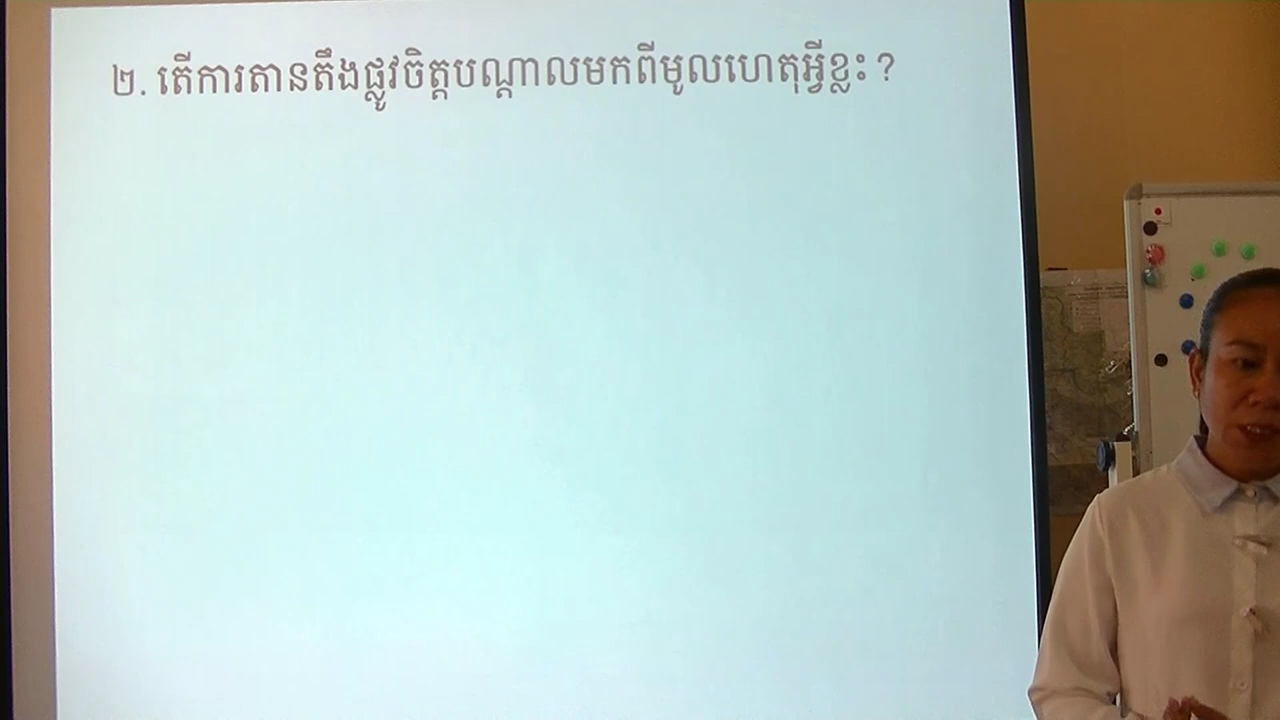 ២. តើការតានតឹងផ្លូវចិត្តបណ្តាលមកពីមូលហេតុអ្វីខ្លះ ?